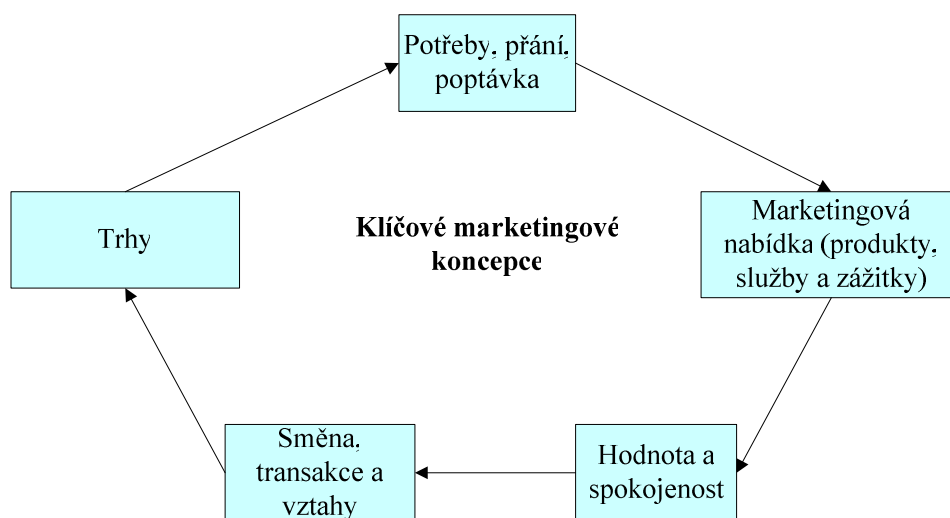 Potřeby, přání,
poptávka
Marketingová
nabídka (produkty,
služby a zážitky)
Trhy
Klíčové marketingové
koncepce
Směna,
transakce a
vztahy
Hodnota a
spokojenost